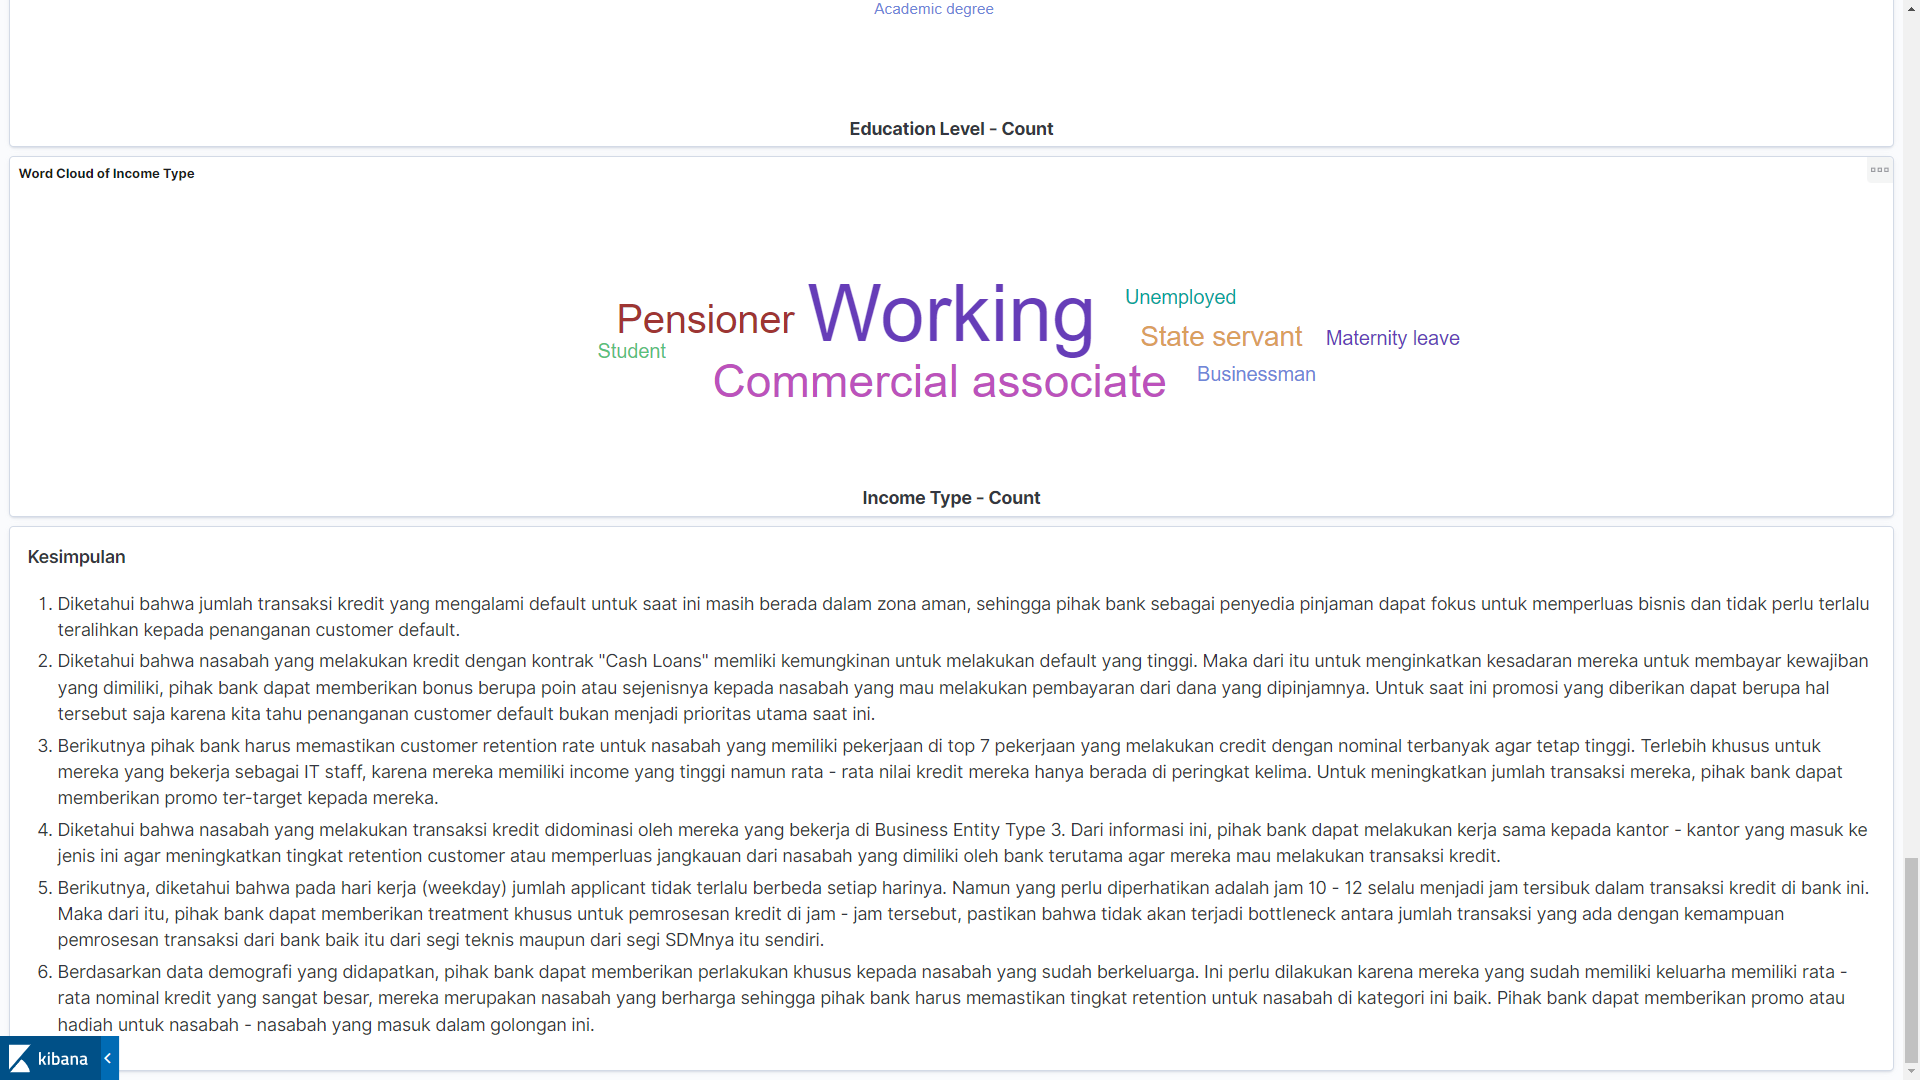 Academic degree
Education Level - Count
Word Cloud of Income Type
Working
Unemployed
Pensioner
State servant
Maternity leave
Student
Commercial associate
Businessman
Income Type - Count
Kesimpulan
1. Diketahui bahwa jumlah transaksi kredit yang mengalami default untuk saat ini masih berada dalam zona aman, sehingga pihak bank sebagai penyedia pinjaman dapat fokus untuk memperluas bisnis dan tidak perlu terlalu
teralihkan kepada penanganan customer default.
2. Diketahui bahwa nasabah yang melakukan kredit dengan kontrak "Cash Loans" memliki kemungkinan untuk melakukan default yang tinggi. Maka dari itu untuk menginkatkan kesadaran mereka untuk membayar kewajiban
yang dimiliki, pihak bank dapat memberikan bonus berupa poin atau sejenisnya kepada nasabah yang mau melakukan pembayaran dari dana yang dipinjamnya. Untuk saat ini promosi yang diberikan dapat berupa hal
tersebut saja karena kita tahu penanganan customer default bukan menjadi prioritas utama saat ini.
3. Berikutnya pihak bank harus memastikan customer retention rate untuk nasabah yang memiliki pekerjaan di top 7 pekerjaan yang melakukan credit dengan nominal terbanyak agar tetap tinggi. Terlebih khusus untuk
mereka yang bekerja sebagai IT staff, karena mereka memiliki income yang tinggi namun rata - rata nilai kredit mereka hanya berada di peringkat kelima. Untuk meningkatkan jumlah transaksi mereka, pihak bank dapat
memberikan promo ter-target kepada mereka.
4. Diketahui bahwa nasabah yang melakukan transaksi kredit didominasi oleh mereka yang bekerja di Business Entity Type 3. Dari informasi ini, pihak bank dapat melakukan kerja sama kepada kantor - kantor yang masuk ke
jenis ini agar meningkatkan tingkat retention customer atau memperluas jangkauan dari nasabah yang dimiliki oleh bank terutama agar mereka mau melakukan transaksi kredit.
5. Berikutnya, diketahui bahwa pada hari kerja (weekday) jumlah applicant tidak terlalu berbeda setiap harinya. Namun yang perlu diperhatikan adalah jam 10 - 12 selalu menjadi jam tersibuk dalam transaksi kredit di bank ini.
Maka dari itu, pihak bank dapat memberikan treatment khusus untuk pemrosesan kredit di jam - jam tersebut, pastikan bahwa tidak akan terjadi bottleneck antara jumlah transaksi yang ada dengan kemampuan
pemrosesan transaksi dari bank baik itu dari segi teknis maupun dari segi SDMnya itu sendiri.
6. Berdasarkan data demografi yang didapatkan, pihak bank dapat memberikan perlakukan khusus kepada nasabah yang sudah berkeluarga. Ini perlu dilakukan karena mereka yang sudah memiliki keluarha memiliki rata -
rata nominal kredit yang sangat besar, mereka merupakan nasabah yang berharga sehingga pihak bank harus memastikan tingkat retention untuk nasabah di kategori ini baik. Pihak bank dapat memberikan promo atau
hadiah untuk nasabah - nasabah yang masuk dalam golongan ini.
kibana